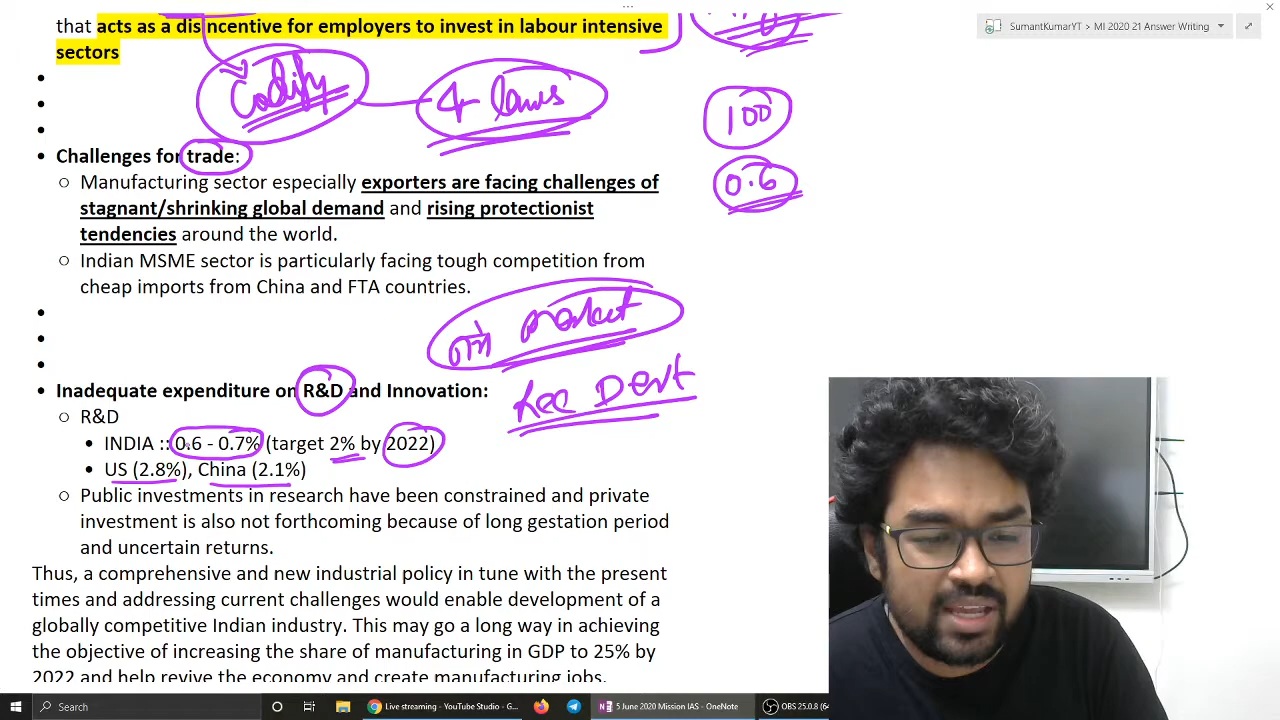 SumantKumarYT > MI 2020 21 Answer Writing
that acts as a disincentive for employers to invest in labour intensive
sectors
Codify
4 laws
100
Challenges for trade:
0.6
Manufacturing sector especially exporters are facing challenges of
stagnant/shrinking global demand and rising protectionist
tendencies around the world.
Indian MSME sector is particularly facing tough competition from
cheap imports from China and FTA countries.
market
Inadequate expenditure on R&D and Innovation:
R&D
INDIA :: 0.6 - 0.7% (target 2% by 2022)
US (2.8%), China (2.1%)
Public investments in research have been constrained and private
investment is also not forthcoming because of long gestation period
and uncertain returns.
Thus, a comprehensive and new industrial policy in tune with the present
times and addressing current challenges would enable development of a
globally competitive Indian industry. This may go a long way in achieving
the objective of increasing the share of manufacturing in GDP to 25% by
2022 and help revive the economy and create manufacturing jobs.
Search
Live streaming - YouTube Studio - G...
5 June 2020 Mission IAS - OneNote
OBS 25.0.8 (64